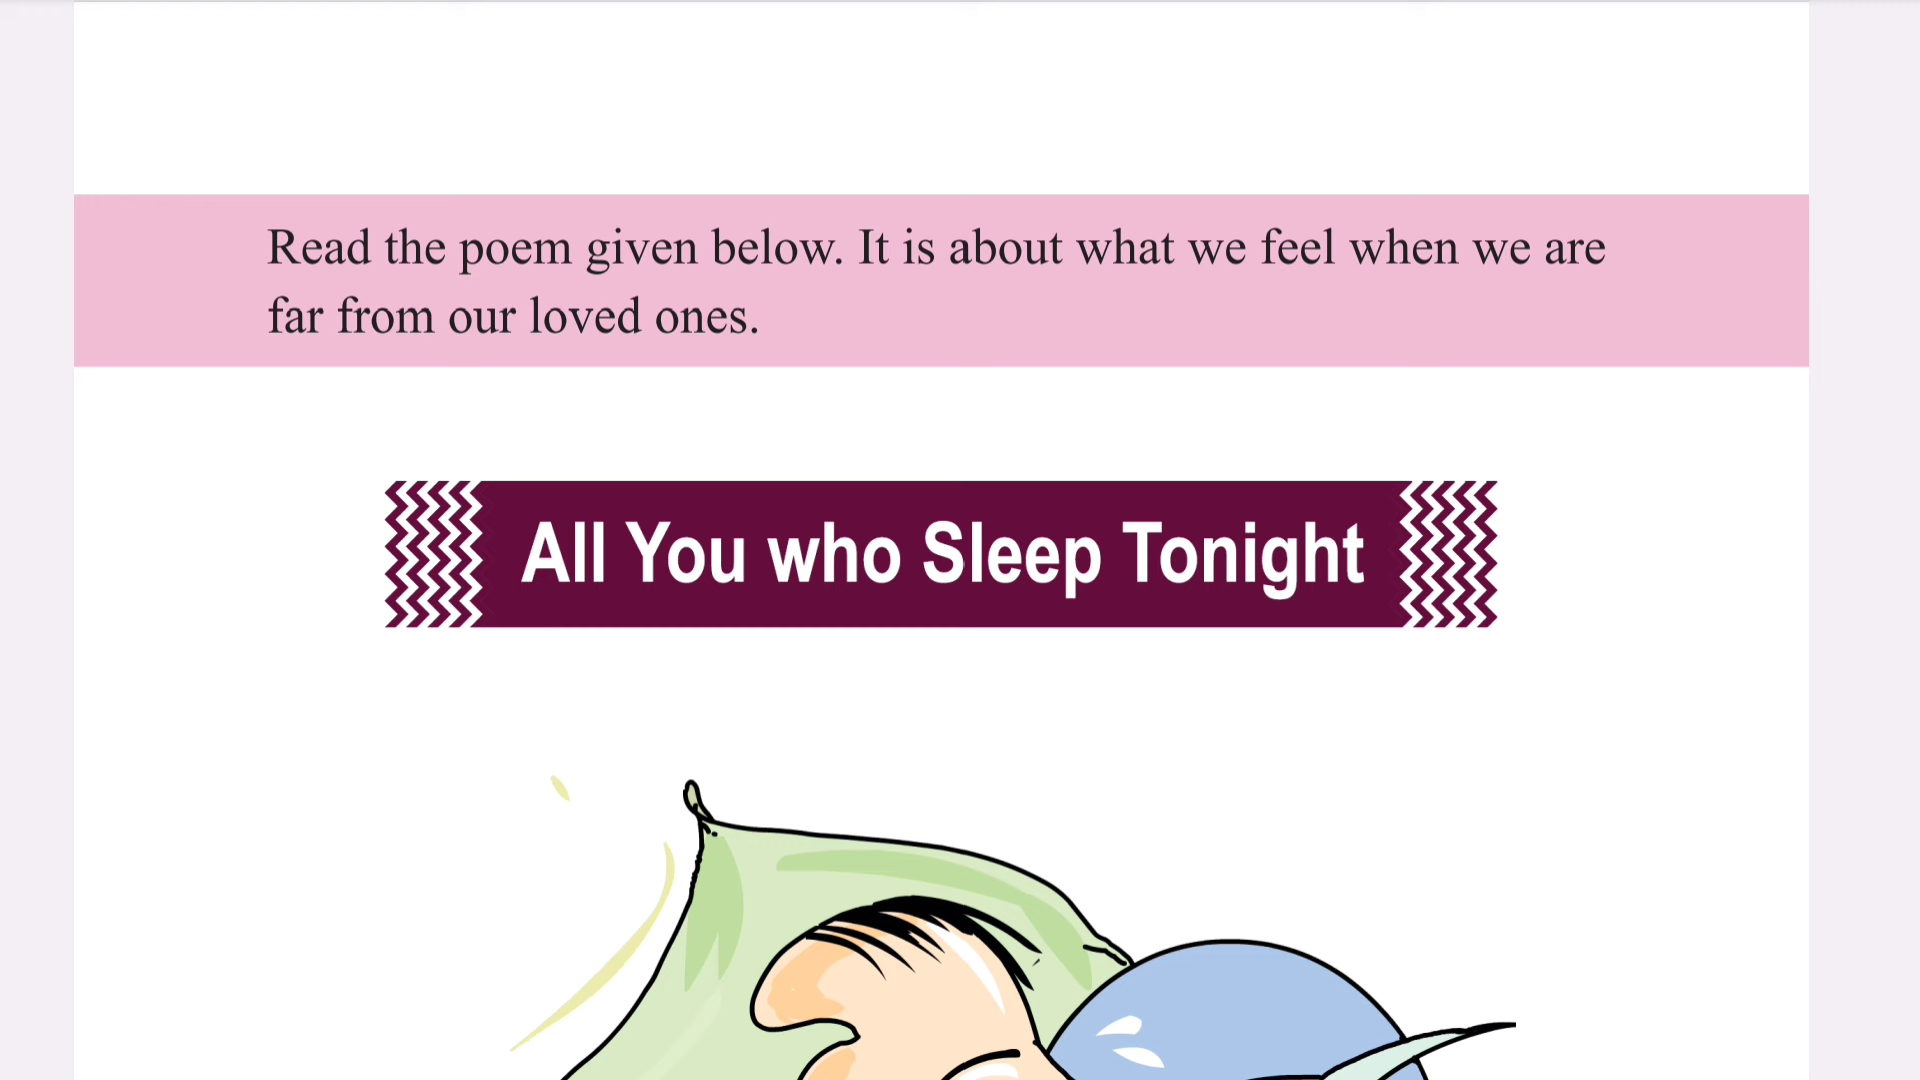 Read the poem given below. It is about what we feel when we are
far from our loved ones.
All You who Sleep Tonight